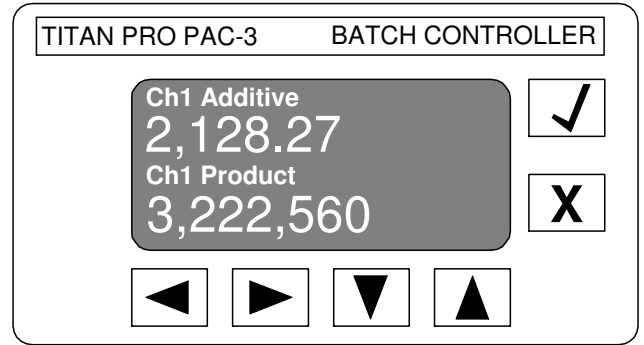 TITAN PRO PAC-3 BATCH CONTROLLER
Ch1 Additive
2,128.27
Ch1 Product
3,222,560
X